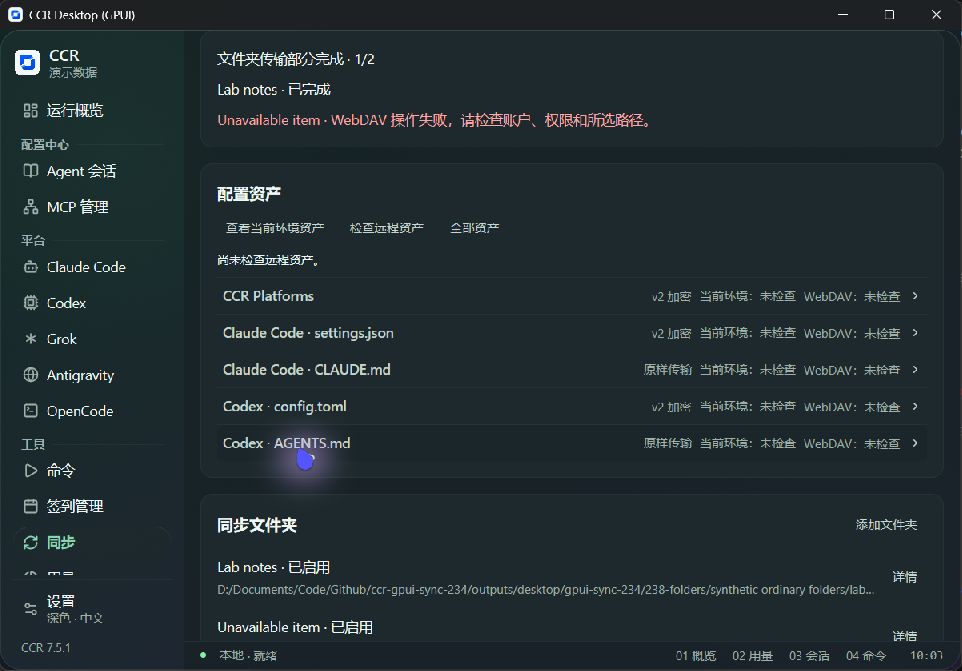 CCR Desktop (GPUI)
CCR
演示数据
运行概览
配置中心
Agent 会话
MCP 管理
平台
Claude Code
Codex
Grok
Antigravity
OpenCode
工具
命令
签到管理
同步
设置
深色 · 中文
CCR 7.5.1
文件夹传输部分完成 · 1/2
Lab notes · 已完成
Unavailable item · WebDAV 操作失败，请检查账户、权限和所选路径。
配置资产
查看当前环境资产 检查远程资产 全部资产
尚未检查远程资产。
CCR Platforms v2 加密 当前环境：未检查 WebDAV：未检查
Claude Code · settings.json v2 加密 当前环境：未检查 WebDAV：未检查
Claude Code · CLAUDE.md 原样传输 当前环境：未检查 WebDAV：未检查
Codex · config.toml v2 加密 当前环境：未检查 WebDAV：未检查
Codex · AGENTS.md 原样传输 当前环境：未检查 WebDAV：未检查
同步文件夹 添加文件夹
Lab notes · 已启用
D:/Documents/Code/Github/ccr-gpui-sync-234/outputs/desktop/gpui-sync-234/238-folders/synthetic ordinary folders/lab...
详情
Unavailable item · 已启用
详情
本地 · 就绪 01 概览 02 用量 03 会话 04 命令 10:03